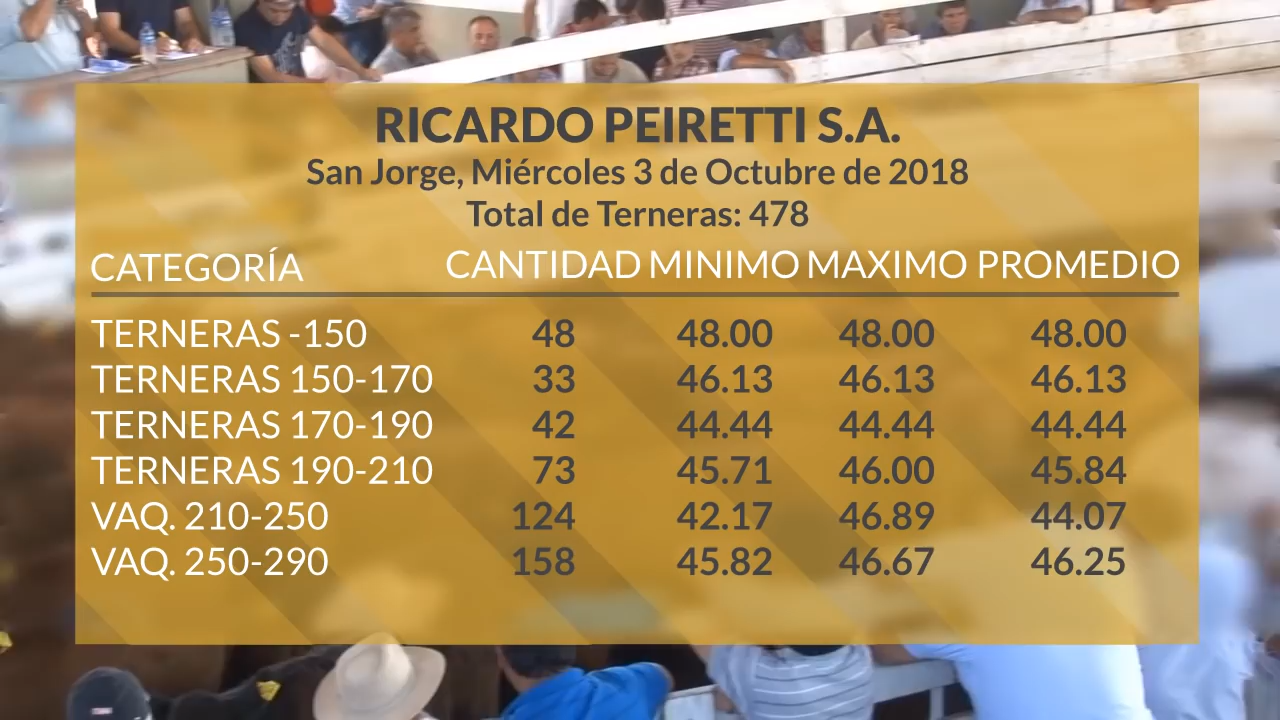 RICARDO PEIRETTI S.A.
San Jorge, Miércoles 3 de Octubre de 2018
Total de Terneras: 478
CATEGORÍA CANTIDAD MINIMO MAXIMO PROMEDIO
TERNERAS -150 48 48.00 48.00 48.00
TERNERAS 150-170 33 46.13 46.13 46.13
TERNERAS 170-190 42 44.44 44.44 44.44
TERNERAS 190-210 73 45.71 46.00 45.84
VAQ. 210-250 124 42.17 46.89 44.07
VAQ. 250-290 158 45.82 46.67 46.25